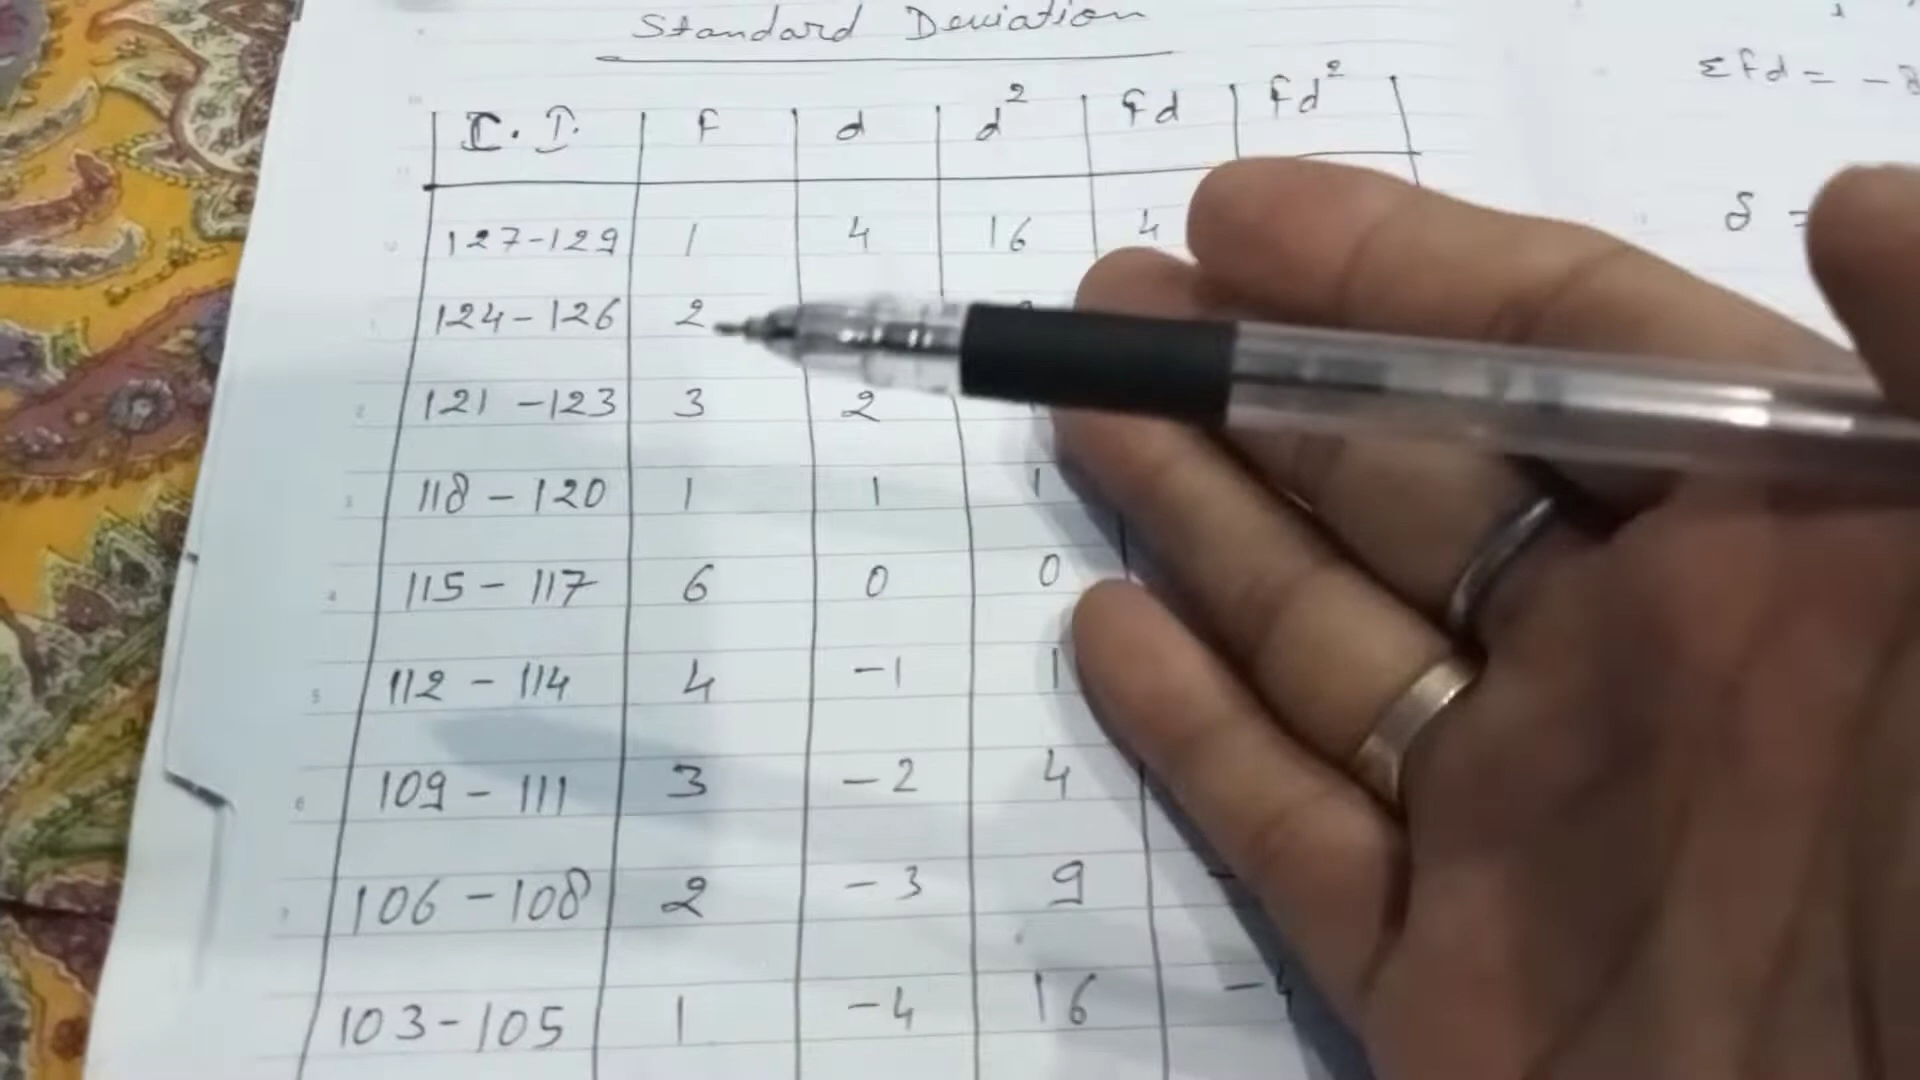 Standard Deviation
Σfd = -
C.I. F d d² Fd Fd²
127-129 1 4 16 4
δ =
124-126 2
121-123 3 2
118-120 1 1 1
115-117 6 0 0
112-114 4 -1 1
109-111 3 -2 4
106-108 2 -3 9 -
103-105 1 -4 16 -4